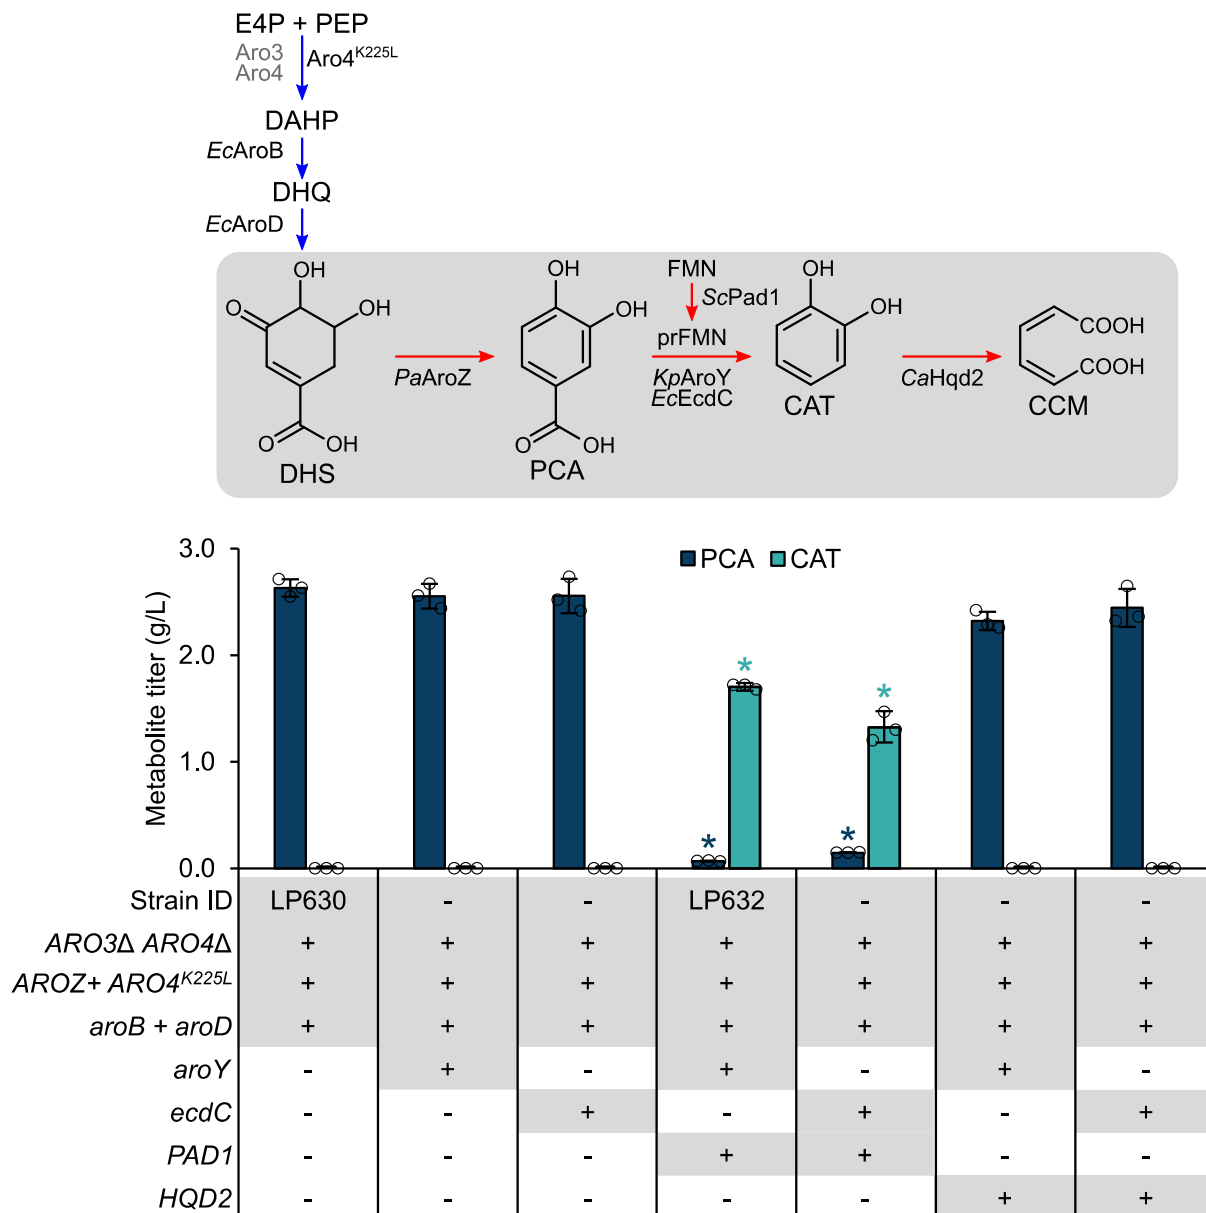 E4P + PEP
Aro3
Aro4
Aro4K225L
DAHP
EcAroB
DHQ
EcAroD
OH
O
OH
O
OH
DHS
PaAroZ
OH
OH
O
OH
PCA
FMN
ScPad1
prFMN
KpAroY
EcEcdC
OH
OH
CAT
CaHqd2
COOH
COOH
CCM
Metabolite titer (g/L)
3.0
2.0
1.0
0.0
PCA CAT
* * * *
Strain ID LP630 - - LP632 - - -
ARO3Δ ARO4Δ + + + + + + +
AROZ+ ARO4K225L + + + + + + +
aroB + aroD + + + + + + +
aroY - + - + - + -
ecdC - - + - + - +
PAD1 - - - + + - -
HQD2 - - - - - + +